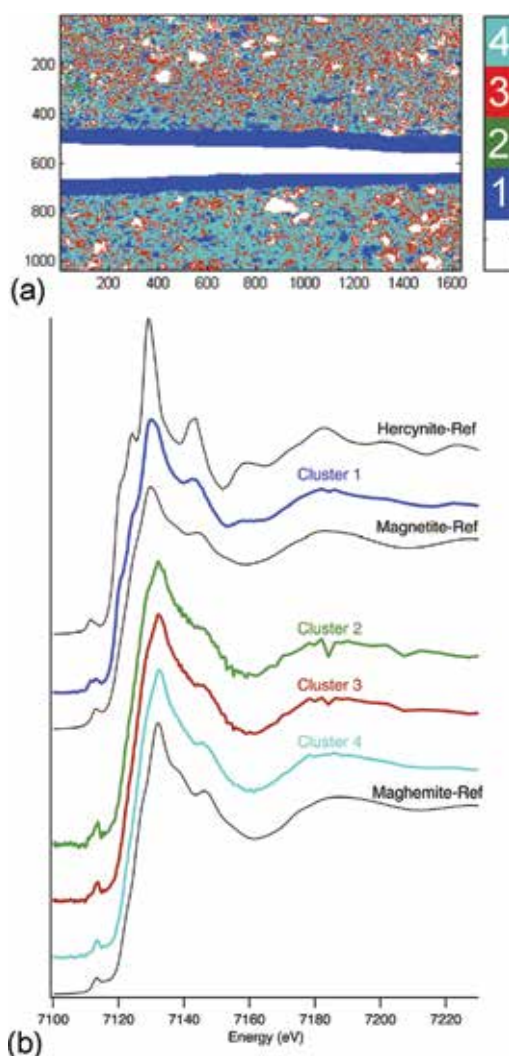 200
400
600
800
1000
200 400 600 800 1000 1200 1400 1600
4
3
2
1
(a)
Hercynite-Ref
Cluster 1
Magnetite-Ref
Cluster 2
Cluster 3
Cluster 4
Maghemite-Ref
7100 7120 7140 7160 7180 7200 7220
Energy (eV)
(b)